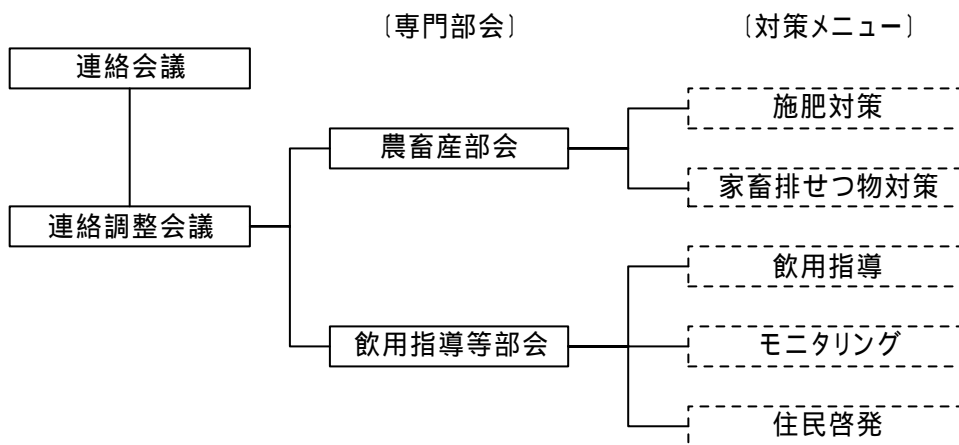 〔専門部会〕
〔対策メニュー〕
連絡会議
連絡調整会議
農畜産部会
飲用指導等部会
施肥対策
家畜排せつ物対策
飲用指導
モニタリング
住民啓発